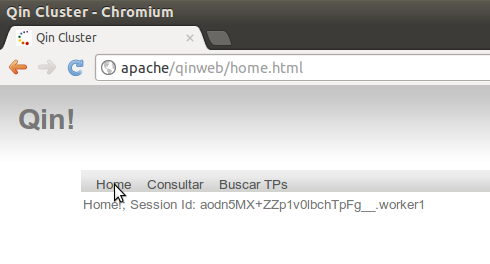 Qin Cluster - Chromium
Qin Cluster
apache/qinweb/home.html
Qin!
Home Consultar Buscar TPs
Home!, Session Id: aodn5MX+ZZp1v0lbchTpFg__.worker1